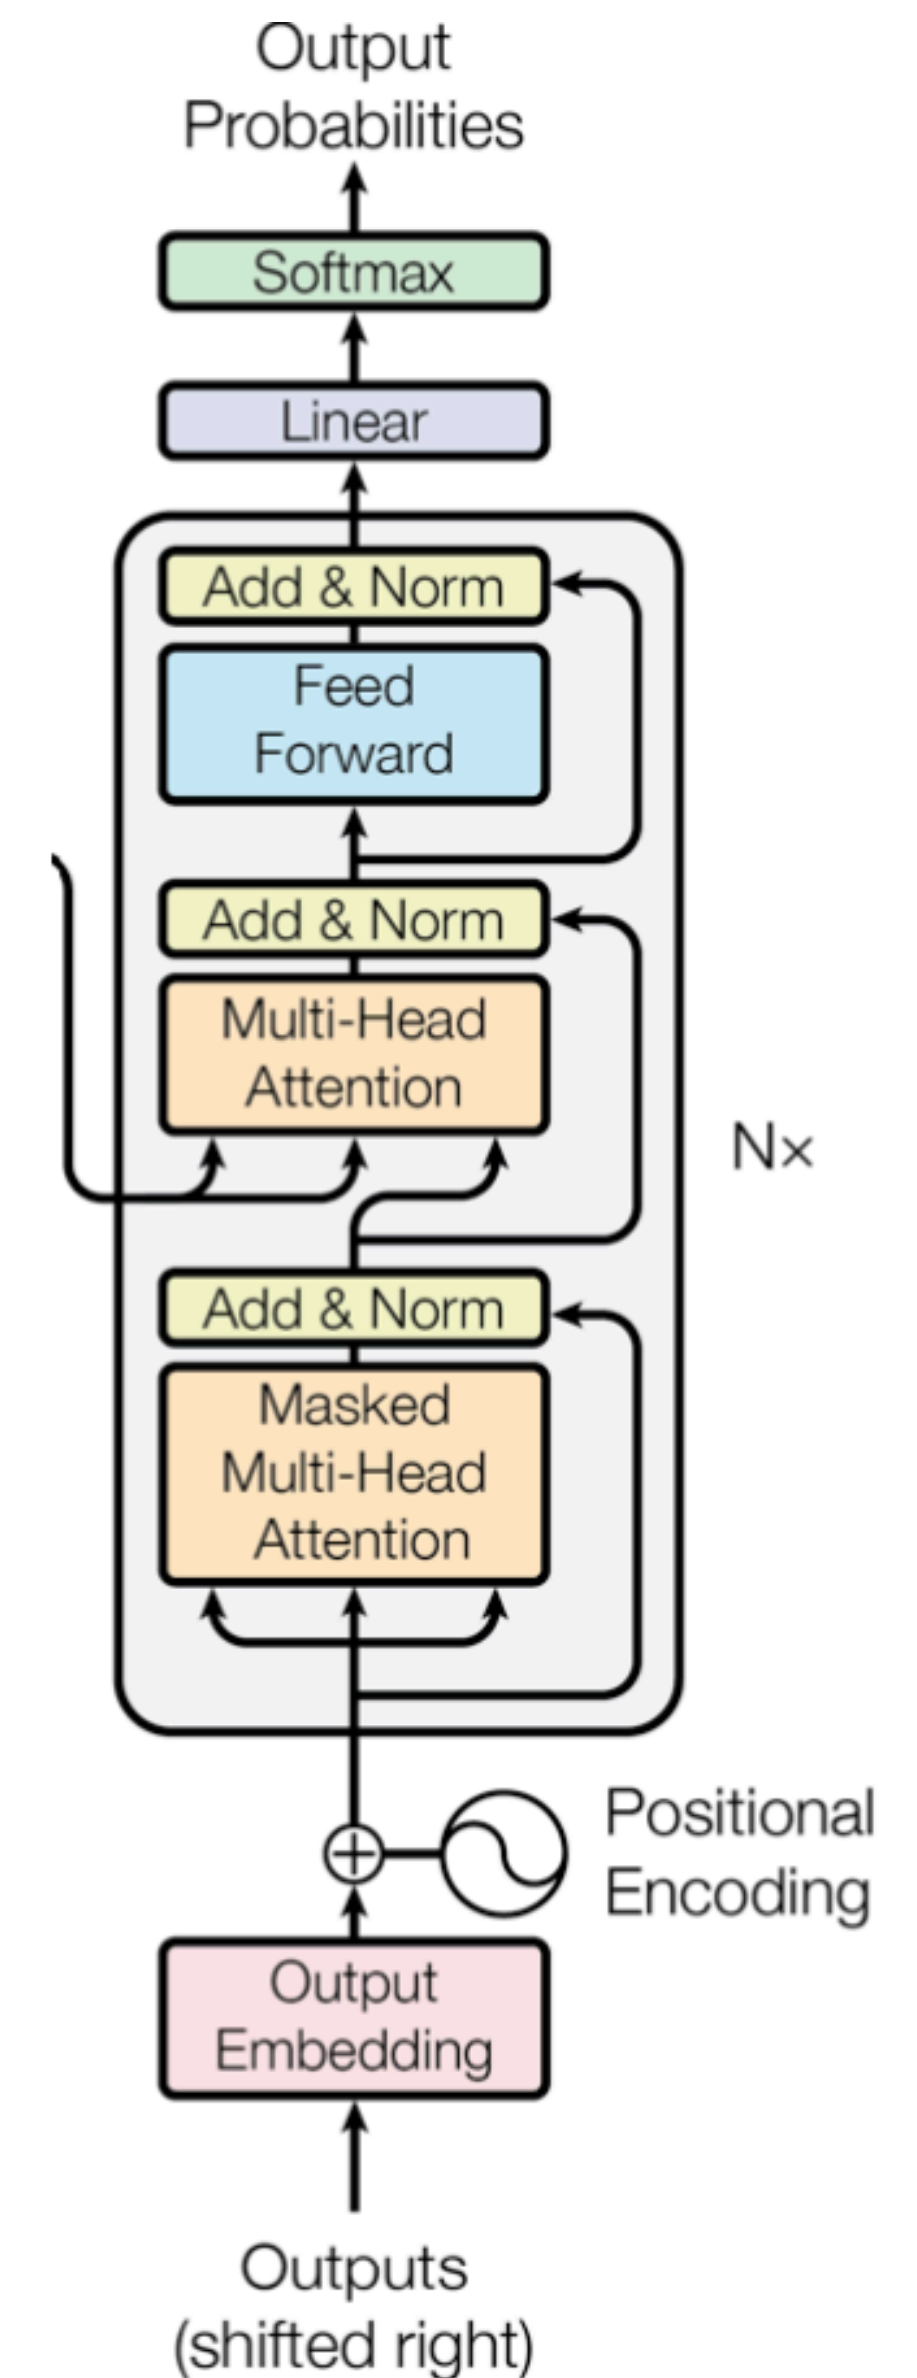 Output
Probabilities
Softmax
Linear
Add & Norm
Feed
Forward
Add & Norm
Multi-Head
Attention
N×
Add & Norm
Masked
Multi-Head
Attention
Positional
Encoding
Output
Embedding
Outputs
(shifted right)